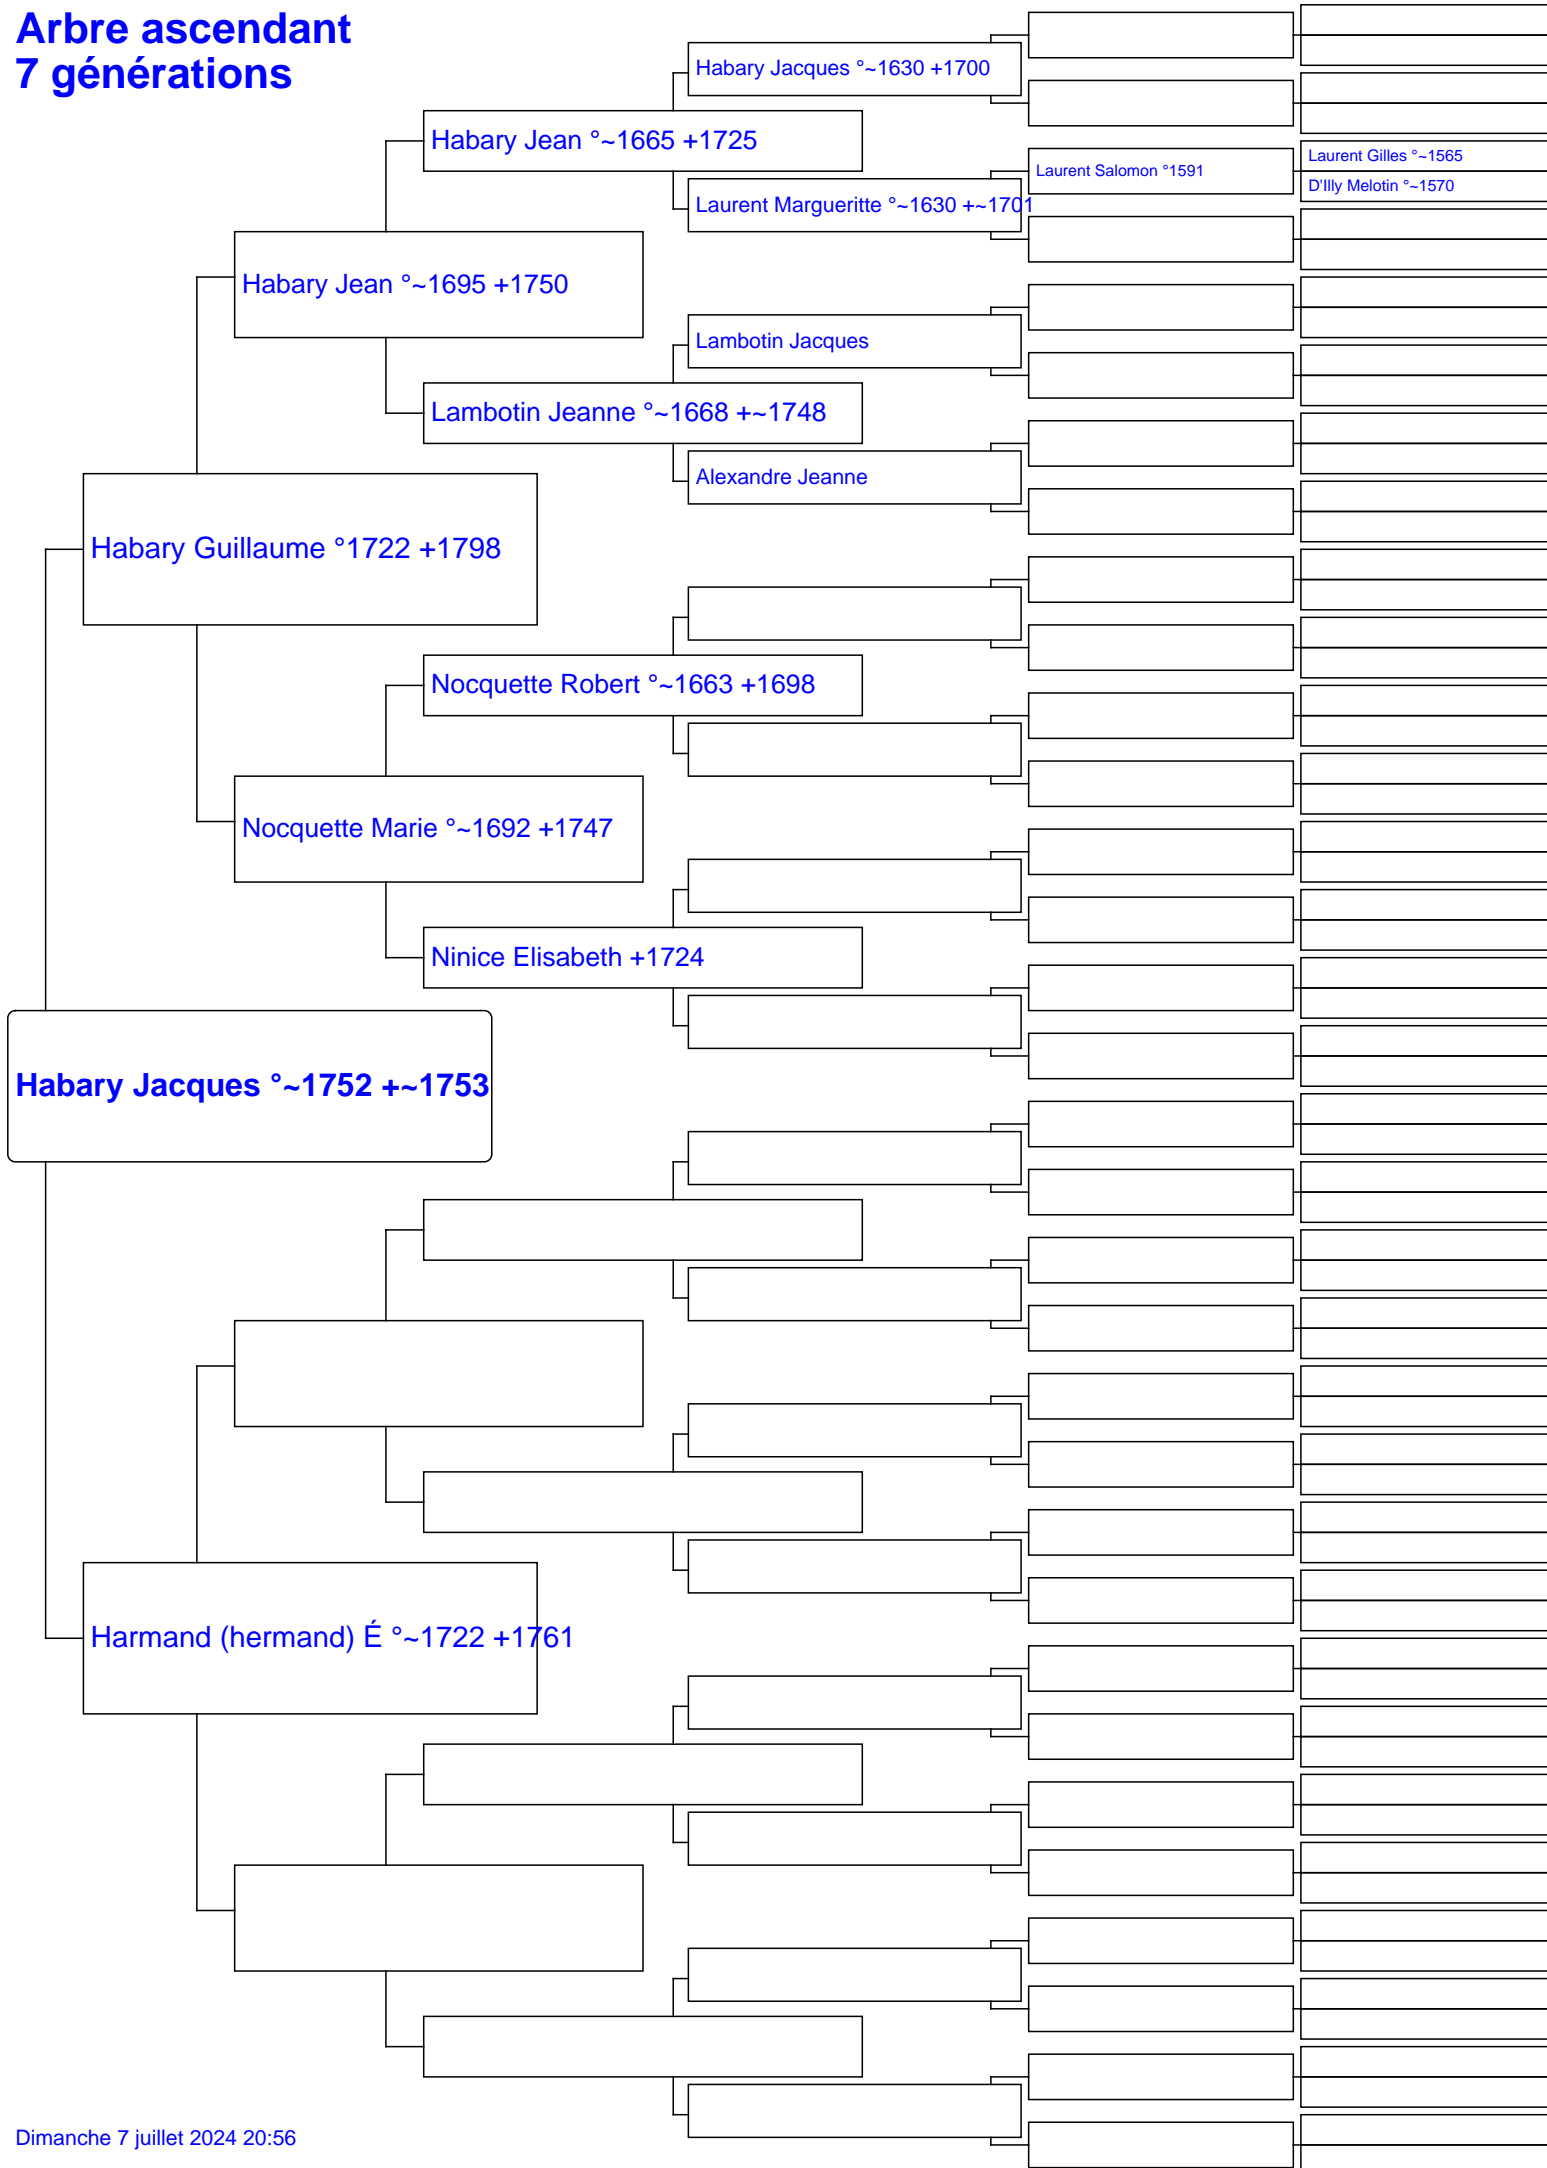 Arbre ascendant
7 générations
Habary Jacques °~1630 +1700
Habary Jean °~1665 +1725
Laurent Gilles °~1565
Laurent Salomon °1591
D'Illy Melotin °~1570
Laurent Margueritte °~1630 +~1701
Habary Jean °~1695 +1750
Lambotin Jacques
Lambotin Jeanne °~1668 +~1748
Alexandre Jeanne
Habary Guillaume °1722 +1798
Nocquette Robert °~1663 +1698
Nocquette Marie °~1692 +1747
Ninice Elisabeth +1724
Habary Jacques °~1752 +~1753
Harmand (hermand) É °~1722 +1761
Dimanche 7 juillet 2024 20:56